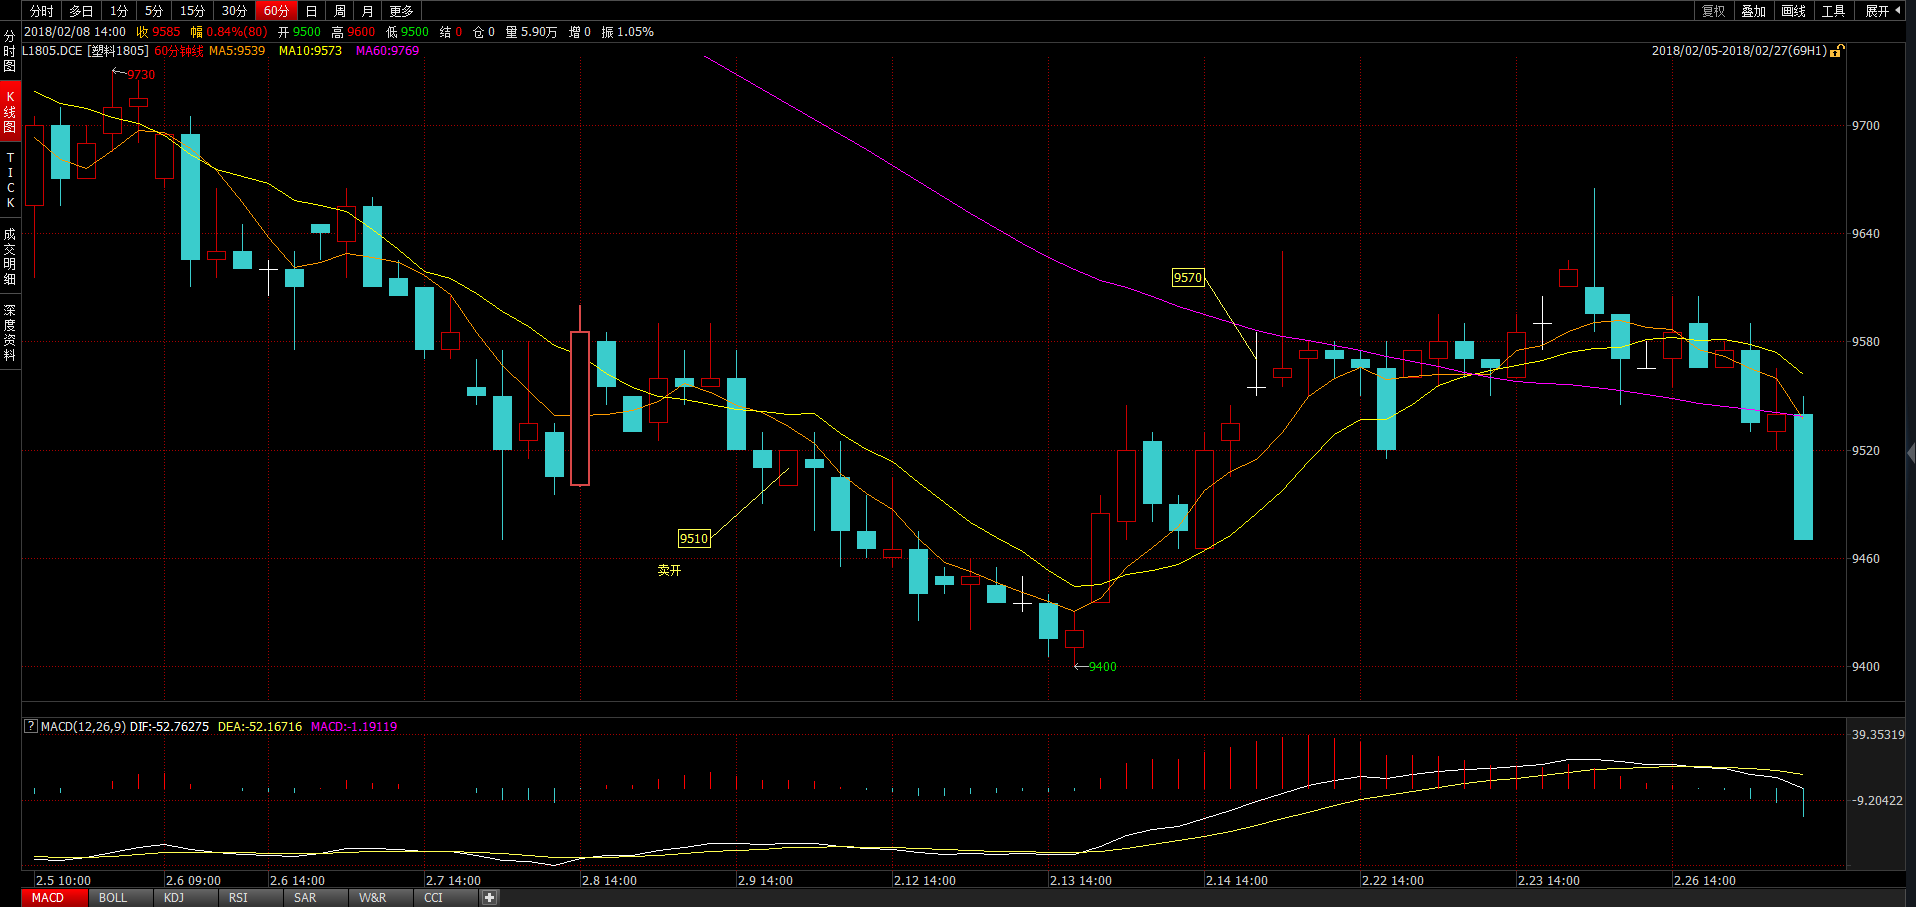 分时 多日 1分 5分 15分 30分 60分 日 周 月 更多 复权 叠加 画线 工具 展开
2018/02/08 14:00 收 9585 幅 0.84%(80) 开 9500 高 9600 低 9500 结 0 仓 0 量 5.90万 增 0 振 1.05%
L1805.DCE [塑料1805] 60分钟线 MA5:9539 MA10:9573 MA60:9769 2018/02/05-2018/02/27(69H1)
分时图
K线图
TICK
成交明细
深度资料
9730
9700
9640
9570
9580
9520
9510
卖开
9460
9400
9400
? MACD(12,26,9) DIF:-52.76275 DEA:-52.16716 MACD:-1.19119
39.35319
-9.20422
2.5 10:00 2.6 09:00 2.6 14:00 2.7 14:00 2.8 14:00 2.9 14:00 2.12 14:00 2.13 14:00 2.14 14:00 2.22 14:00 2.23 14:00 2.26 14:00
MACD BOLL KDJ RSI SAR W&R CCI